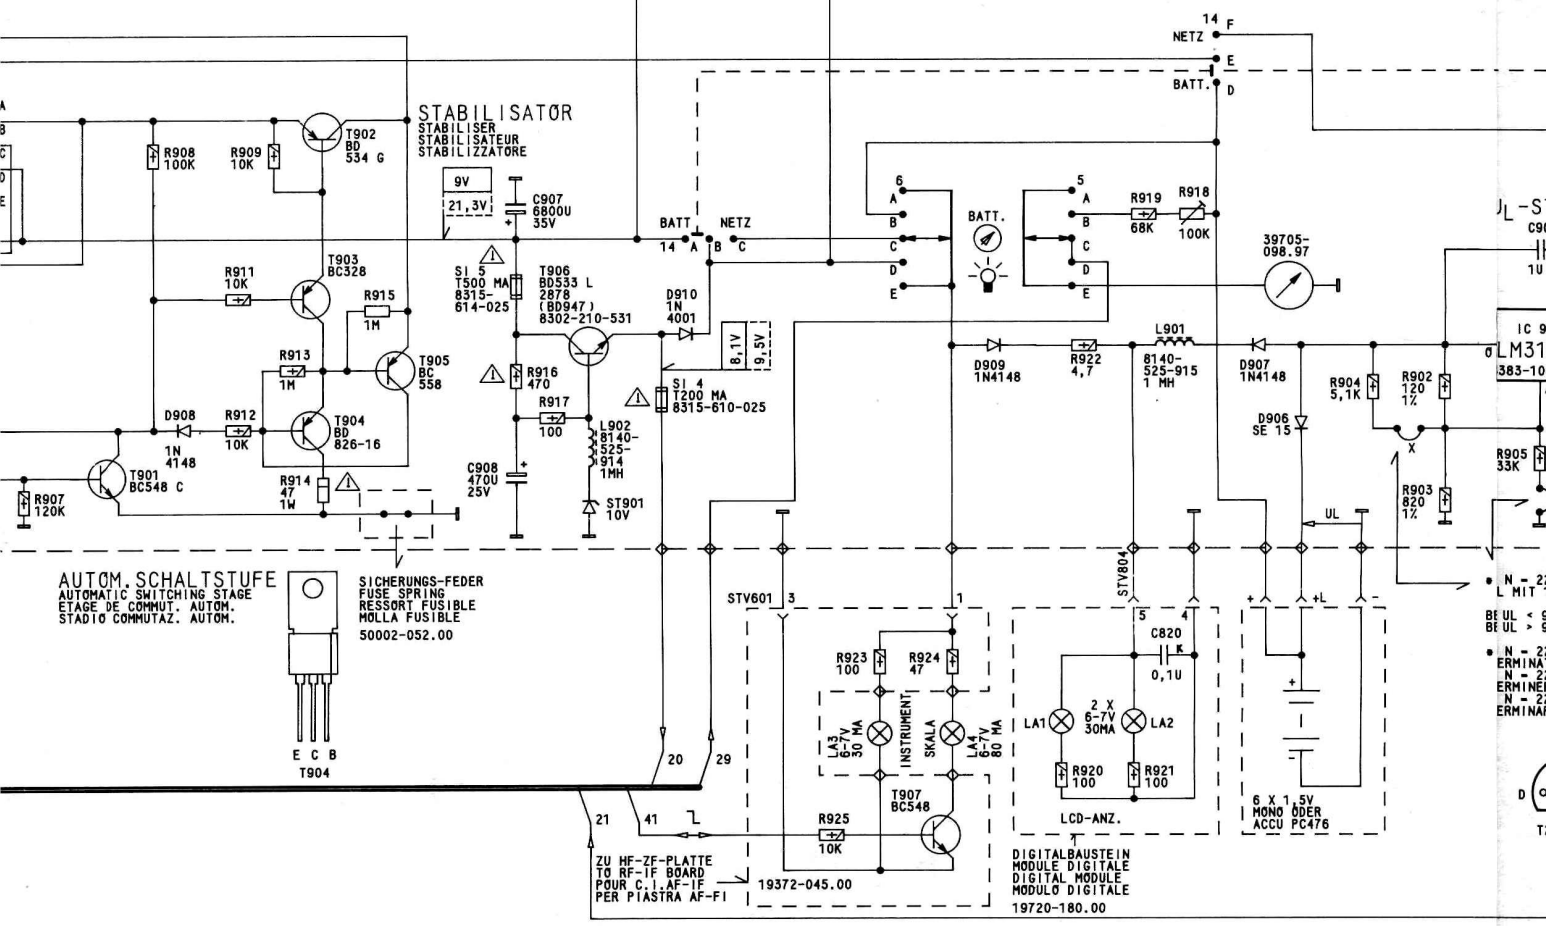 14 F
NETZ
E
BATT.
D
A
B
C
D
E
STABILISATOR
STABILISER
STABILISATEUR
STABILIZZATORE
R908
100K
R909
10K
T902
BD
534 G
9V
21,3V
C907
6800U
35V
+
BATT
NETZ
14 A B C
6
A
B
C
D
E
BATT.
5
A
B
C
D
E
R919
68K
R918
100K
39705-
098.97
1U
T903
BC328
R911
10K
R915
1M
SI 5
T500 MA
8315-
614-025
T906
BD533 L
2878
(BD947)
8302-210-531
D910
1N
4001
8,1V
9,5V
R913
1M
T905
BC
558
R916
470
SI 4
T200 MA
8315-610-025
D909
1N4148
R922
4,7
L901
8140-
525-915
1 MH
D907
1N4148
IC 9
LM31
383-10
R904
5,1K
R902
120
1%
D908
1N
4148
R912
10K
T904
BD
826-16
R917
100
L902
8140-
525-
914
1MH
D906
SE 15
X
R905
33K
T901
BC548 C
R914
47
1W
C908
470U
25V
+
ST901
10V
R903
820
1%
R907
120K
UL
AUTOM. SCHALTSTUFE
AUTOMATIC SWITCHING STAGE
ETAGE DE COMMUT. AUTOM.
STADIO COMMUTAZ. AUTOM.
SICHERUNGS-FEDER
FUSE SPRING
RESSORT FUSIBLE
MOLLA FUSIBLE
50002-052.00
E C B
T904
STV601 3
1
STV804
5 4
+ +L -
R923
100
R924
47
C820
K
0,1U
LA3
6-7V
30 MA
INSTRUMENT
SKALA
LA4
6-7V
80 MA
LA1
2 X
6-7V
30MA
LA2
+
-
R920
100
R921
100
LCD-ANZ.
6 X 1,5V
MONO ODER
ACCU PC476
20
29
21
41
T907
BC548
R925
10K
ZU HF-ZF-PLATTE
TO RF-IF BOARD
POUR C.I.AF-IF
PER PIASTRA AF-FI
19372-045.00
DIGITALBAUSTEIN
MODULE DIGITALE
DIGITAL MODULE
MODULO DIGITALE
19720-180.00
D